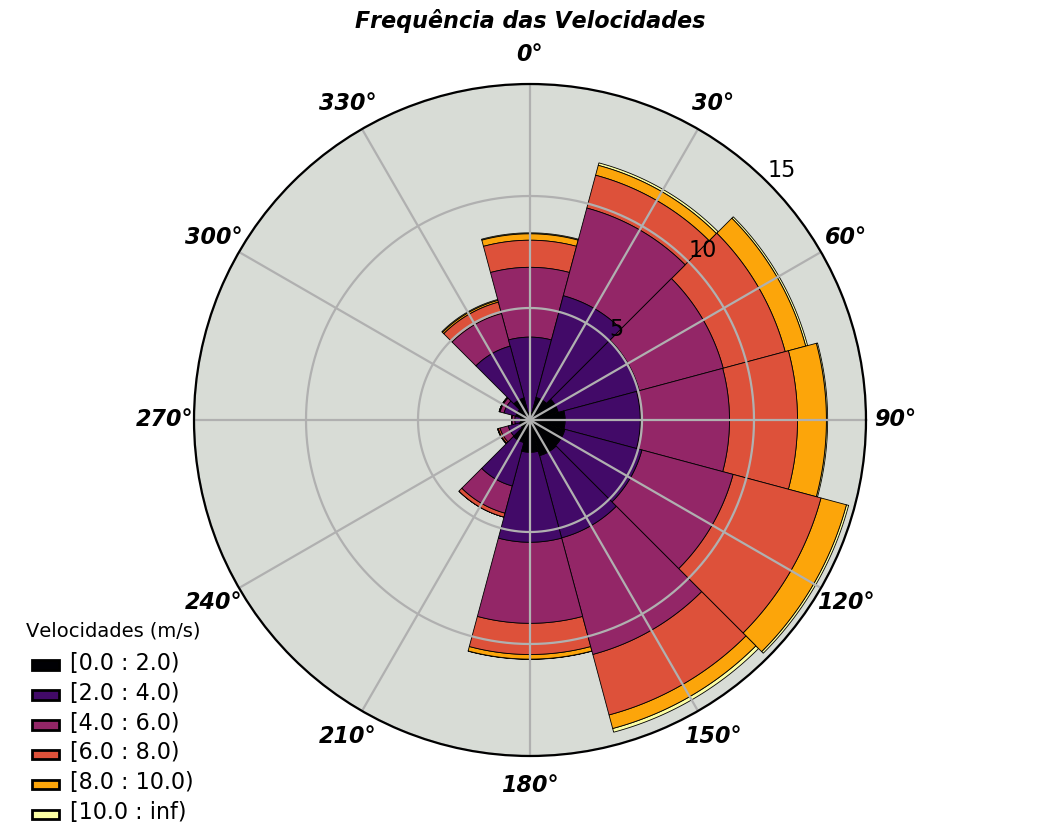 Frequência das Velocidades
0°
330°
30°
15
300°
60°
10
5
270°
90°
240°
120°
210°
150°
180°
Velocidades (m/s)
[0.0 : 2.0)
[2.0 : 4.0)
[4.0 : 6.0)
[6.0 : 8.0)
[8.0 : 10.0)
[10.0 : inf)